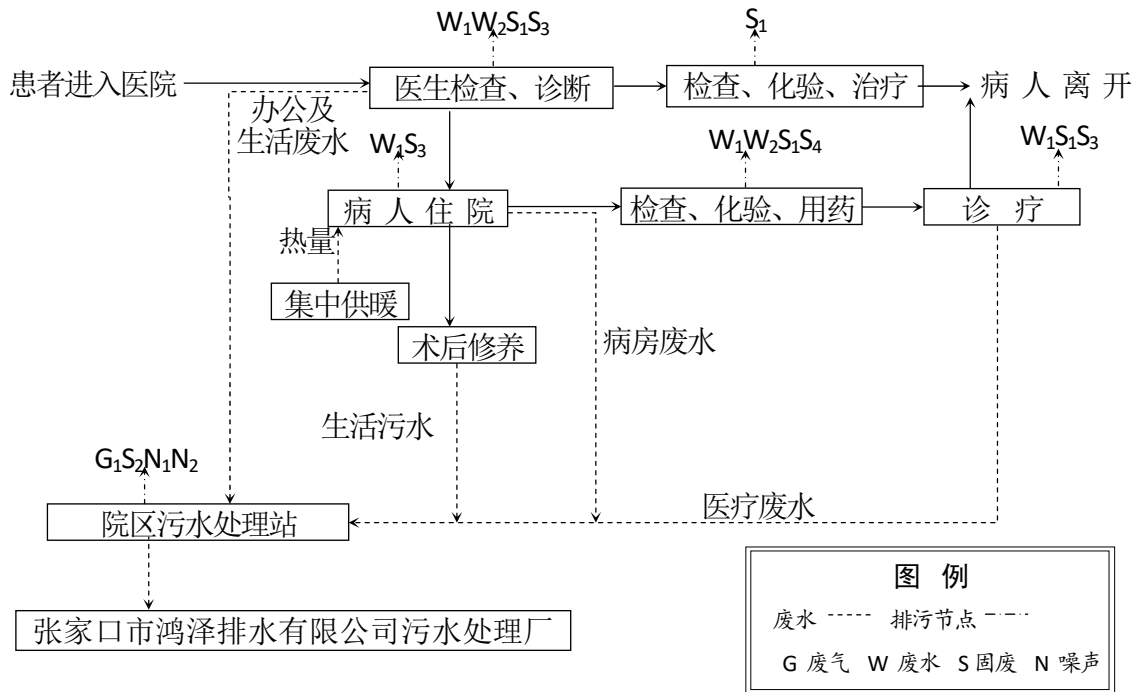 W₁W₂S₁S₃
S₁
患者进入医院
医生检查、诊断
检查、化验、治疗
病人离开
办公及
生活废水
W₁S₃
W₁W₂S₁S₄
W₁S₁S₃
病人住院
检查、化验、用药
诊疗
热量
集中供暖
术后修养
病房废水
生活污水
G₁S₂N₁N₂
院区污水处理站
医疗废水
张家口市鸿泽排水有限公司污水处理厂
图 例
废水 排污节点
G 废气 W 废水 S 固废 N 噪声